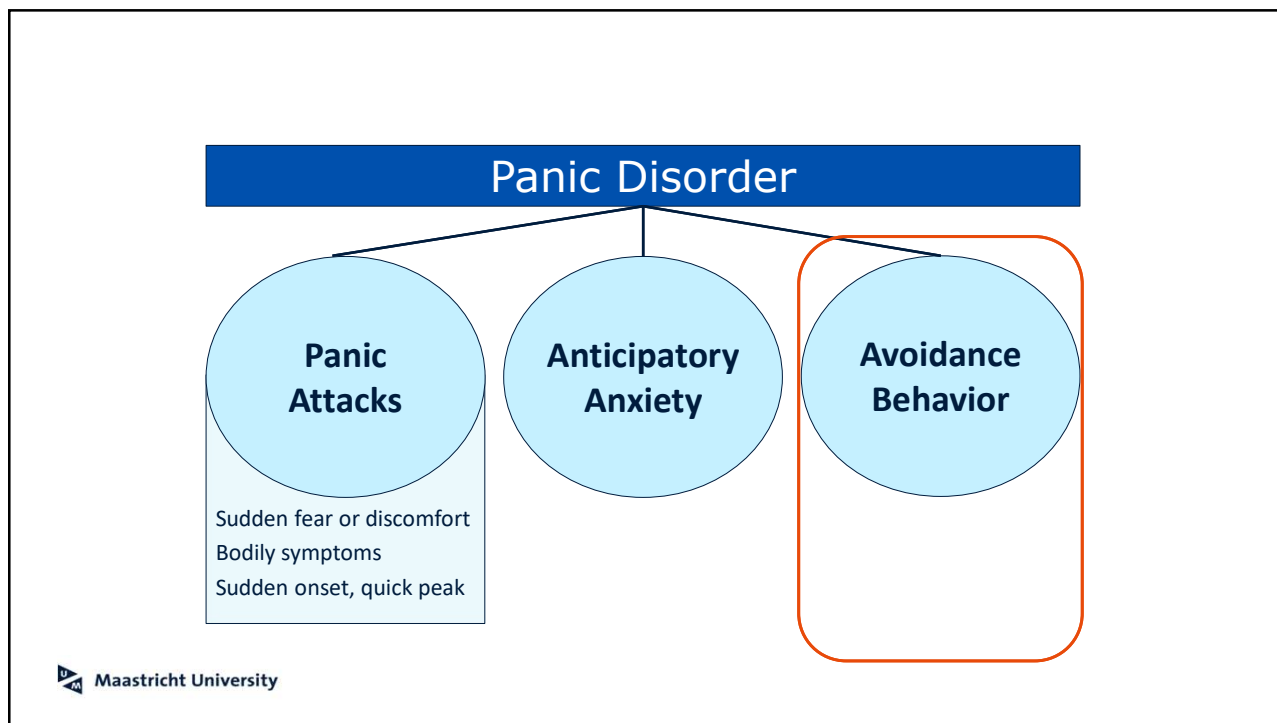 Panic Disorder
Panic
Attacks
Anticipatory
Anxiety
Avoidance
Behavior
Sudden fear or discomfort
Bodily symptoms
Sudden onset, quick peak
UM Maastricht University